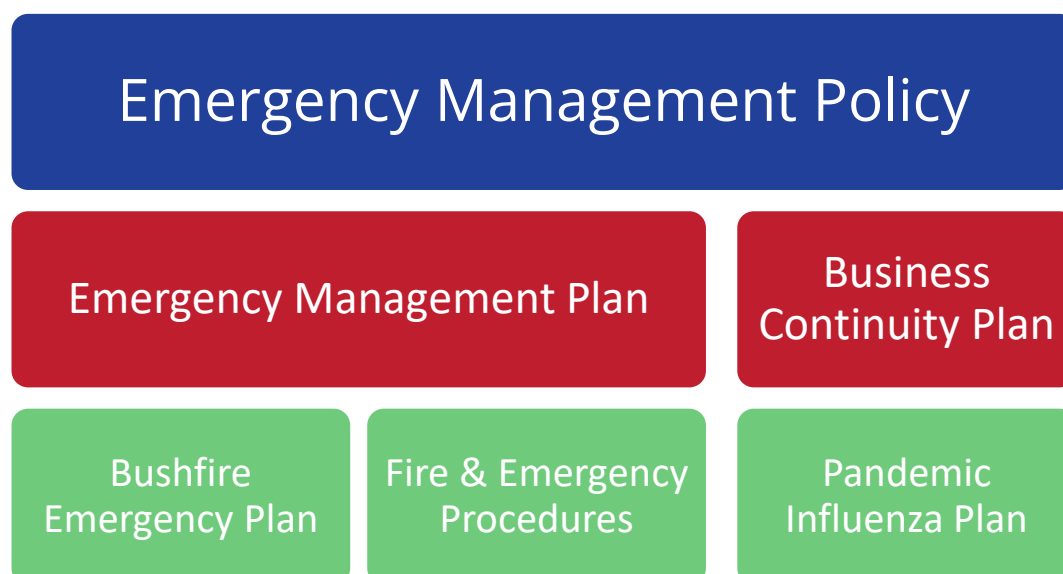 Emergency Management Policy
Emergency Management Plan
Business
Continuity Plan
Bushfire
Emergency Plan
Fire & Emergency
Procedures
Pandemic
Influenza Plan